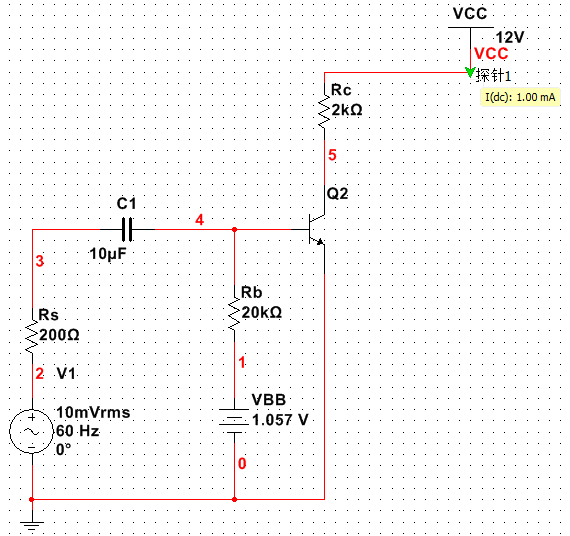 VCC
12V
VCC
探针1
I(dc): 1.00 mA
Rc
2kΩ
5
Q2
C1
4
10µF
3
Rb
20kΩ
Rs
200Ω
1
2
V1
VBB
1.057 V
10mVrms
60 Hz
0°
0